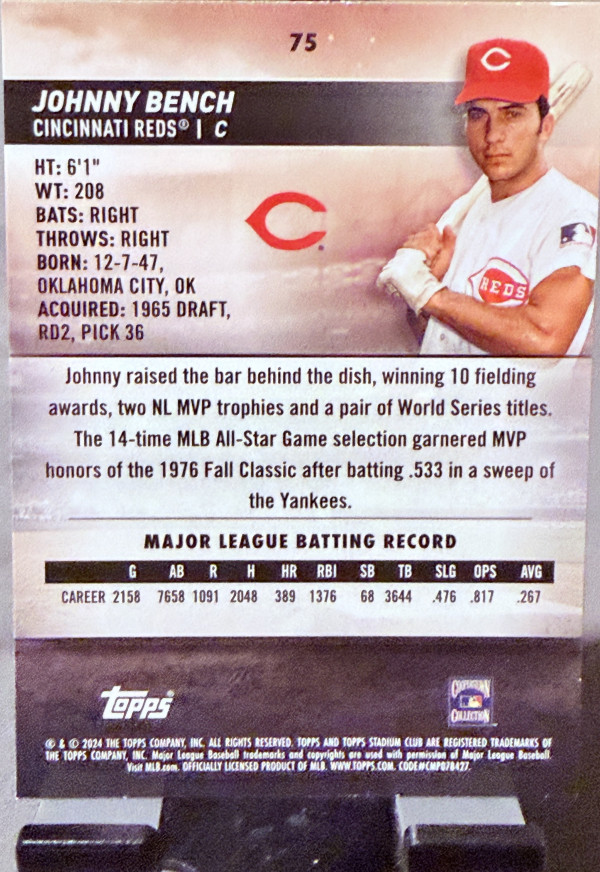 75
JOHNNY BENCH
CINCINNATI REDS® | C
HT: 6'1"
WT: 208
BATS: RIGHT
THROWS: RIGHT
BORN: 12-7-47,
OKLAHOMA CITY, OK
ACQUIRED: 1965 DRAFT,
RD2, PICK 36
C
C
REDS
Johnny raised the bar behind the dish, winning 10 fielding
awards, two NL MVP trophies and a pair of World Series titles.
The 14-time MLB All-Star Game selection garnered MVP
honors of the 1976 Fall Classic after batting .533 in a sweep of
the Yankees.
MAJOR LEAGUE BATTING RECORD
G AB R H HR RBI SB TB SLG OPS AVG
CAREER 2158 7658 1091 2048 389 1376 68 3644 .476 .817 .267
topps®
COOPERSTOWN
COLLECTION
® & © 2024 THE TOPPS COMPANY, INC. ALL RIGHTS RESERVED. TOPPS AND TOPPS STADIUM CLUB ARE REGISTERED TRADEMARKS OF
THE TOPPS COMPANY, INC. Major League Baseball trademarks and copyrights are used with permission of Major League Baseball.
Visit MLB.com. OFFICIALLY LICENSED PRODUCT OF MLB. WWW.TOPPS.COM. CODE#CMP078427.